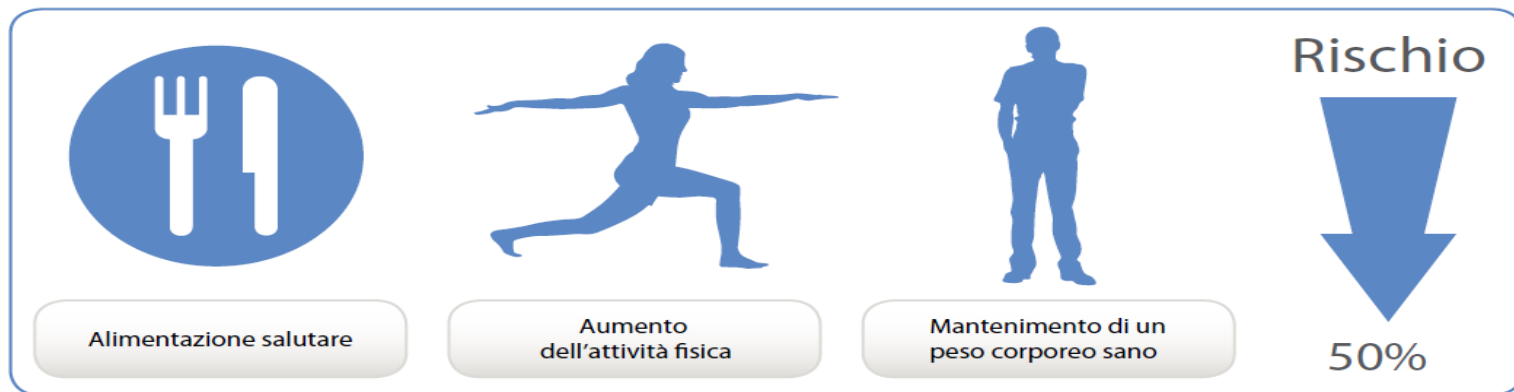 Alimentazione salutare
Aumento
dell'attività fisica
Mantenimento di un
peso corporeo sano
Rischio
50%